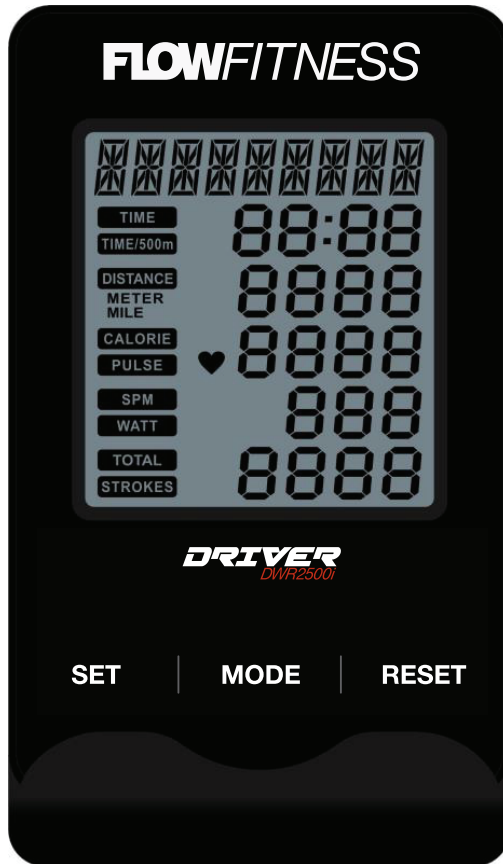 FLOWFITNESS
TIME 88:88
TIME/500m
DISTANCE 8888
METER
MILE
CALORIE 8888
PULSE
SPM 888
WATT
TOTAL 8888
STROKES
DRIVER
DWR2500i
SET MODE RESET